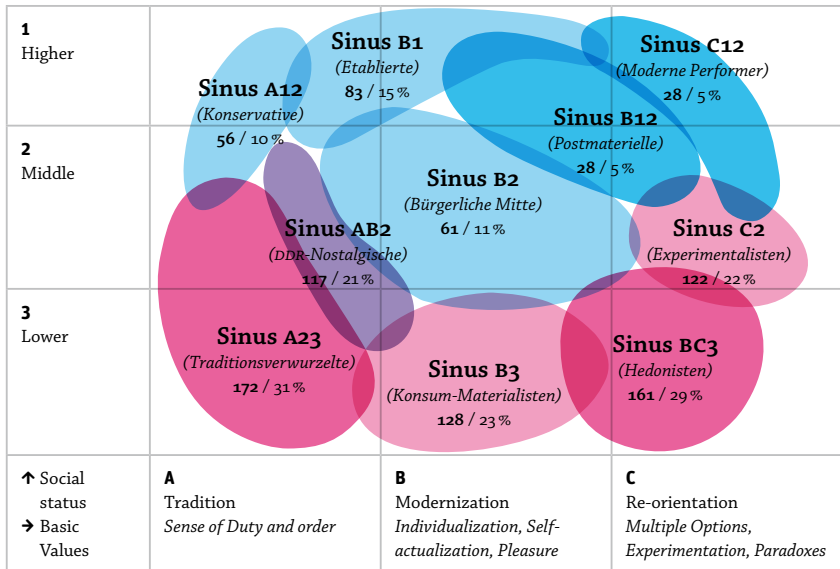 1
Higher
2
Middle
3
Lower
Sinus B1
(Etablierte)
83 / 15 %
Sinus C12
(Moderne Performer)
28 / 5 %
Sinus A12
(Konservative)
56 / 10 %
Sinus B12
(Postmaterielle)
28 / 5 %
Sinus B2
(Bürgerliche Mitte)
61 / 11 %
Sinus AB2
(DDR-Nostalgische)
117 / 21 %
Sinus C2
(Experimentalisten)
122 / 22 %
Sinus A23
(Traditionsverwurzelte)
172 / 31 %
Sinus B3
(Konsum-Materialisten)
128 / 23 %
Sinus BC3
(Hedonisten)
161 / 29 %
↑ Social
status
→ Basic
Values
A
Tradition
Sense of Duty and order
B
Modernization
Individualization, Self-
actualization, Pleasure
C
Re-orientation
Multiple Options,
Experimentation, Paradoxes